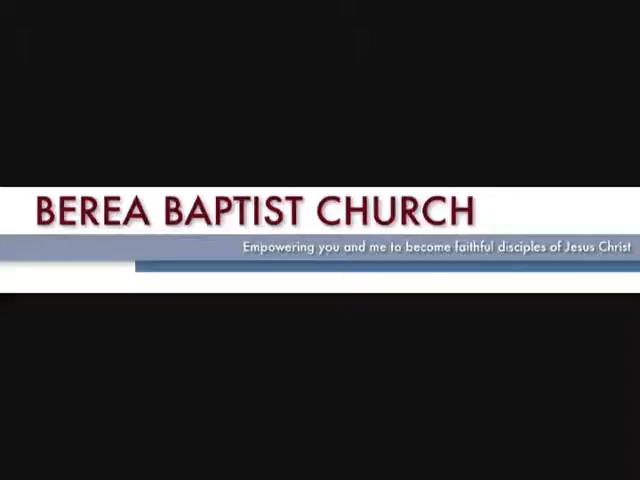 BEREA BAPTIST CHURCH
Empowering you and me to become faithful disciples of Jesus Christ